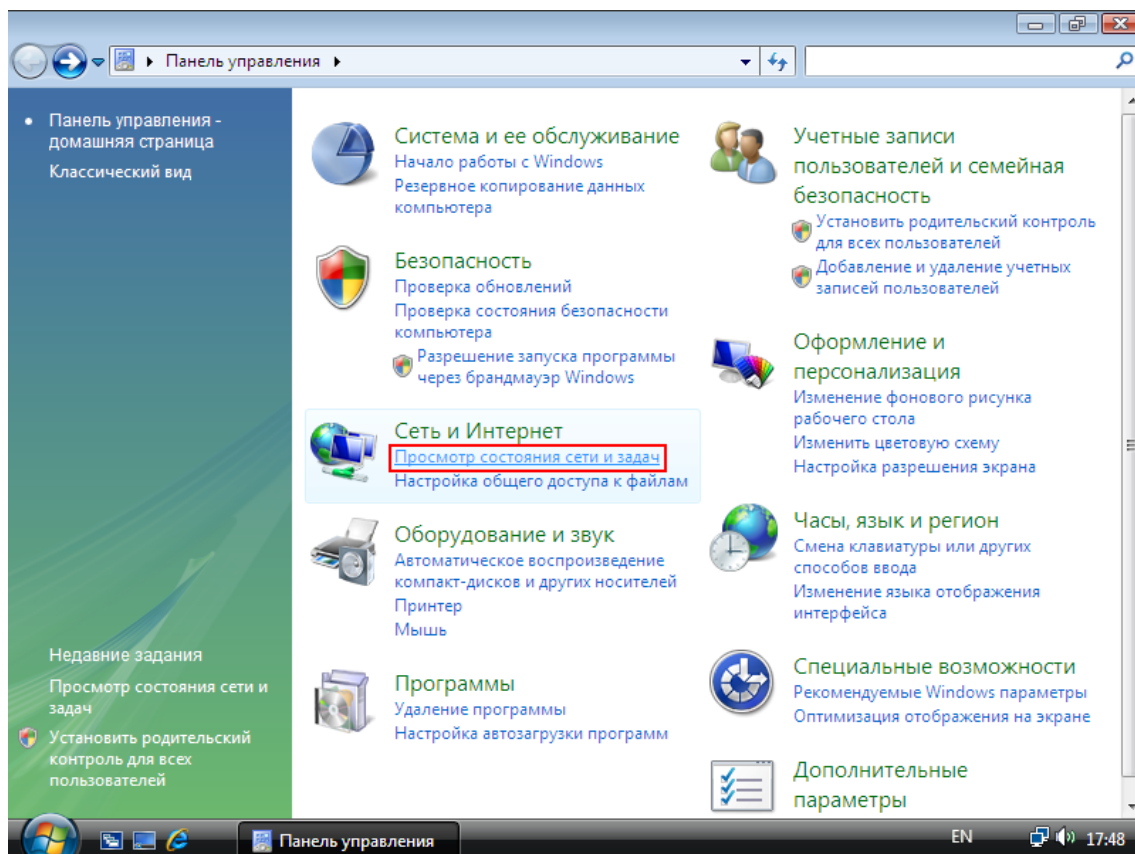 Панель управления
Панель управления -
домашняя страница
Классический вид
Недавние задания
Просмотр состояния сети и
задач
Установить родительский
контроль для всех
пользователей
Система и ее обслуживание
Начало работы с Windows
Резервное копирование данных
компьютера
Безопасность
Проверка обновлений
Проверка состояния безопасности
компьютера
Разрешение запуска программы
через брандмауэр Windows
Сеть и Интернет
Просмотр состояния сети и задач
Настройка общего доступа к файлам
Оборудование и звук
Автоматическое воспроизведение
компакт-дисков и других носителей
Принтер
Мышь
Программы
Удаление программы
Настройка автозагрузки программ
Учетные записи
пользователей и семейная
безопасность
Установить родительский контроль
для всех пользователей
Добавление и удаление учетных
записей пользователей
Оформление и
персонализация
Изменение фонового рисунка
рабочего стола
Изменить цветовую схему
Настройка разрешения экрана
Часы, язык и регион
Смена клавиатуры или других
способов ввода
Изменение языка отображения
интерфейса
Специальные возможности
Рекомендуемые Windows параметры
Оптимизация отображения на экране
Дополнительные
параметры
Панель управления
EN
17:48